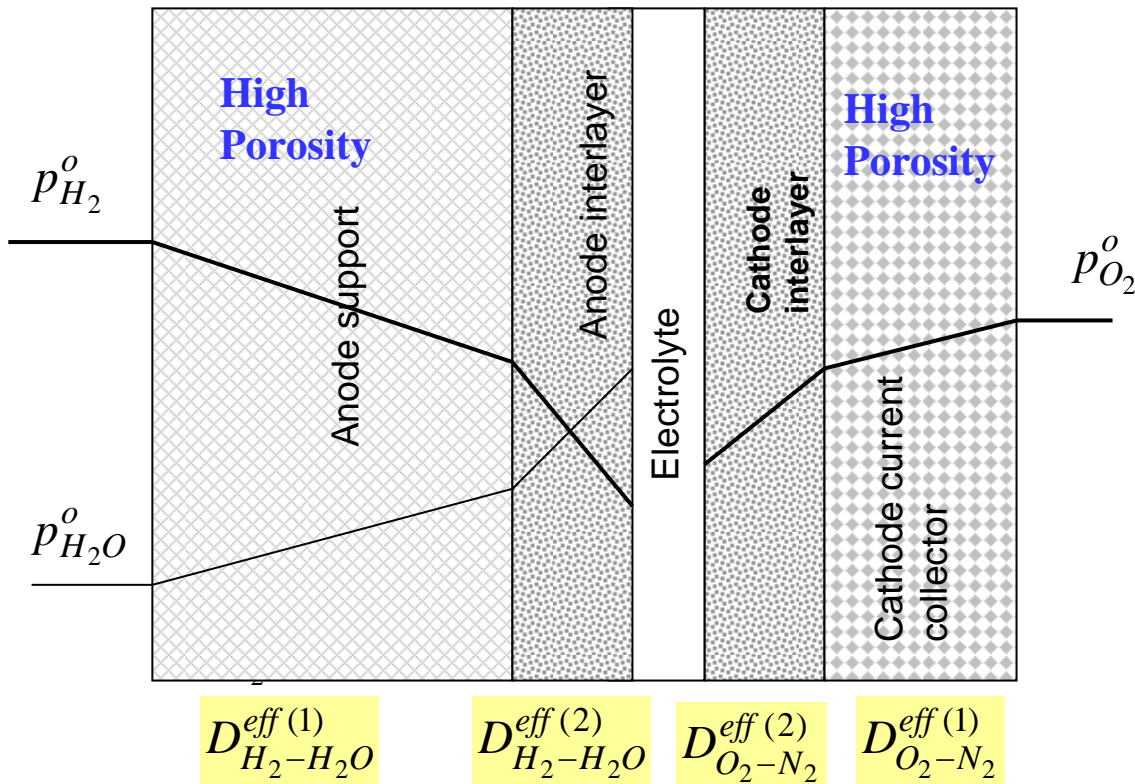 High
Porosity
High
Porosity
p^o_{H_2}
Anode support
Anode interlayer
Electrolyte
Cathode
interlayer
Cathode current
collector
p^o_{O_2}
p^o_{H_2O}
2
D^{eff (1)}_{H_2-H_2O}
D^{eff (2)}_{H_2-H_2O}
D^{eff (2)}_{O_2-N_2}
D^{eff (1)}_{O_2-N_2}